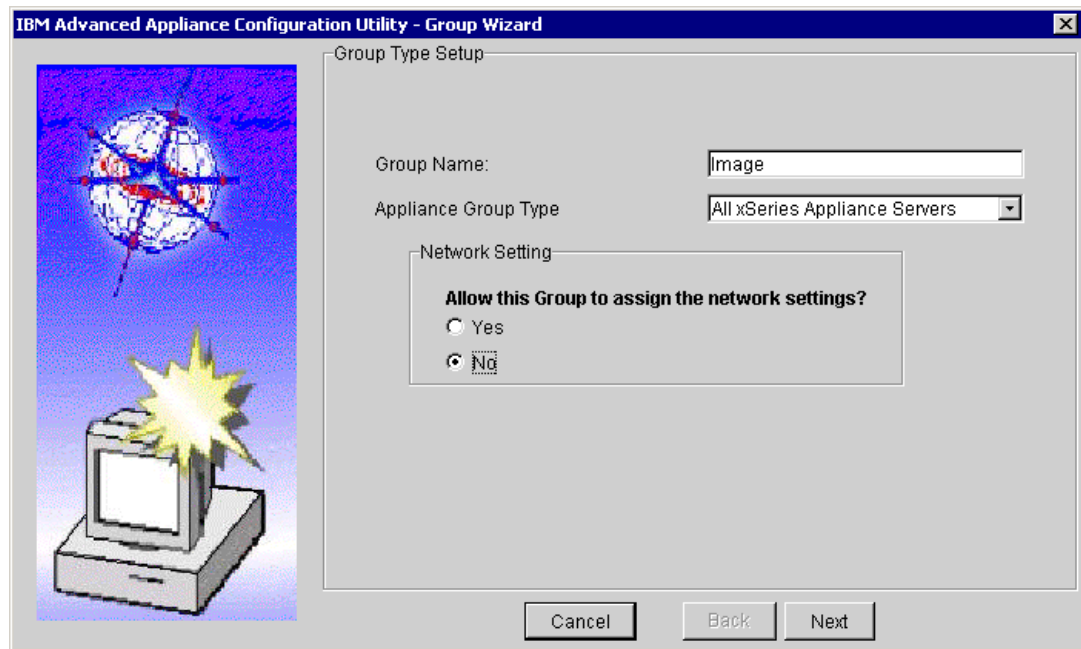 IBM Advanced Appliance Configuration Utility - Group Wizard
Group Type Setup
Group Name:
Image
Appliance Group Type
All xSeries Appliance Servers
Network Setting
Allow this Group to assign the network settings?
Yes
No
Cancel
Back
Next